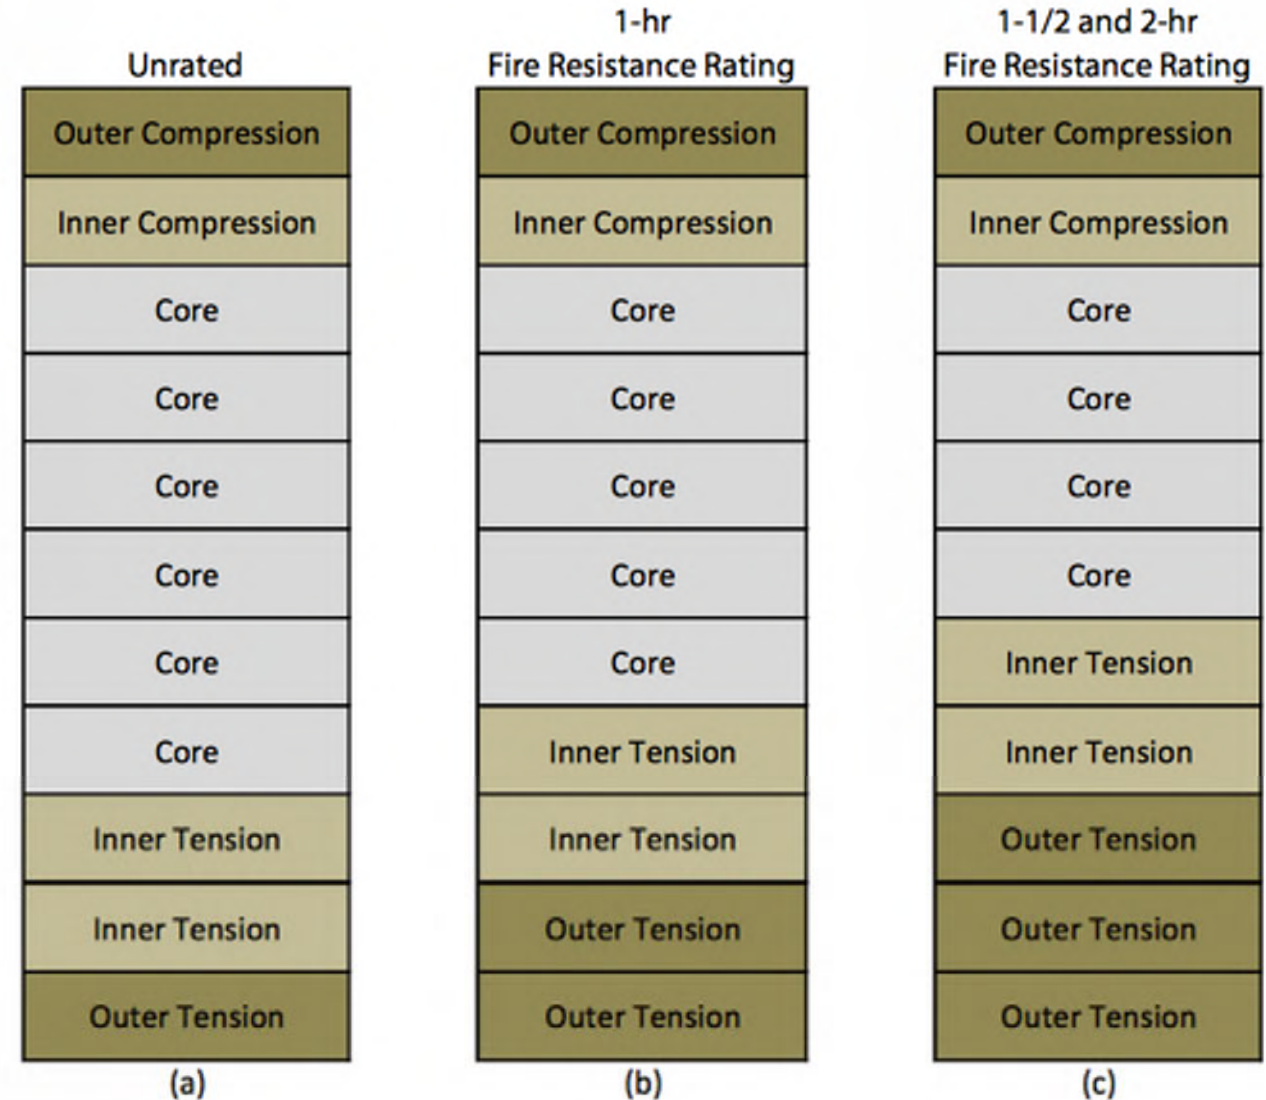 Unrated
Outer Compression
Inner Compression
Core
Core
Core
Core
Core
Core
Inner Tension
Inner Tension
Outer Tension
(a)
1-hr
Fire Resistance Rating
Outer Compression
Inner Compression
Core
Core
Core
Core
Core
Inner Tension
Inner Tension
Outer Tension
Outer Tension
(b)
1-1/2 and 2-hr
Fire Resistance Rating
Outer Compression
Inner Compression
Core
Core
Core
Core
Inner Tension
Inner Tension
Outer Tension
Outer Tension
Outer Tension
(c)